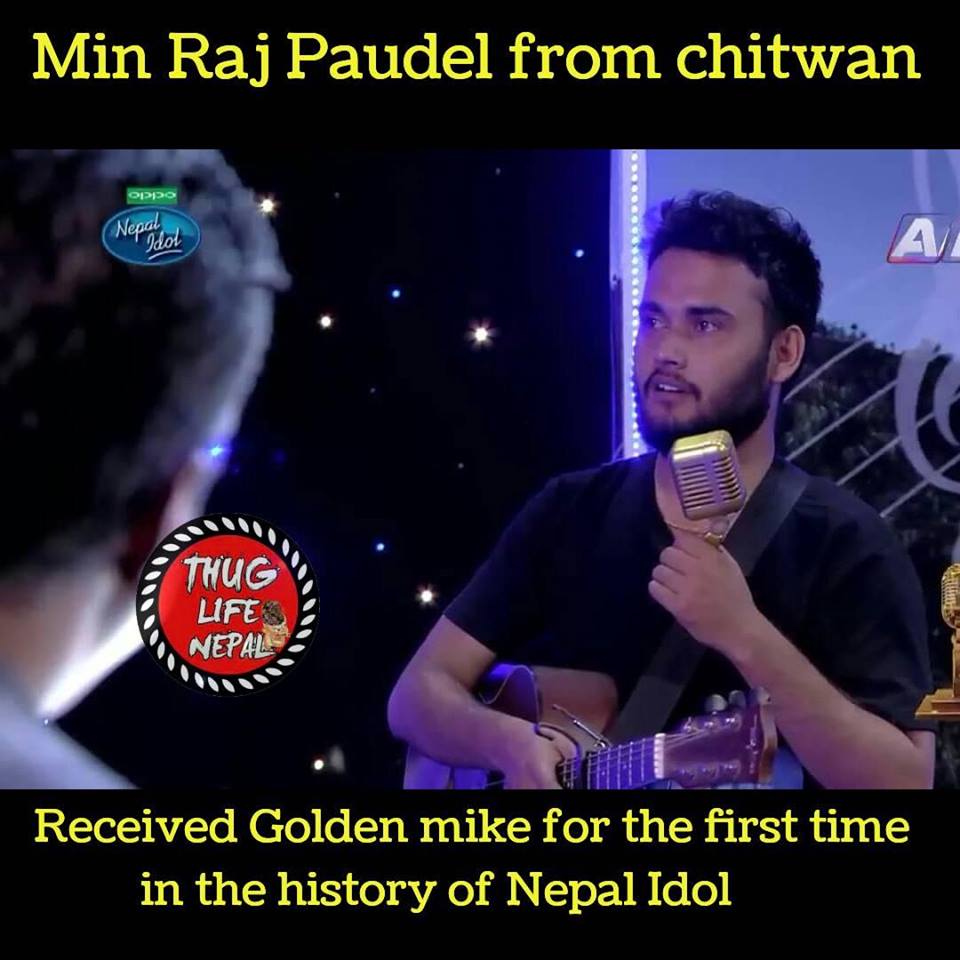 Min Raj Paudel from chitwan
oppo
Nepal
Idol
THUG
LIFE
NEPAL
Received Golden mike for the first time
in the history of Nepal Idol